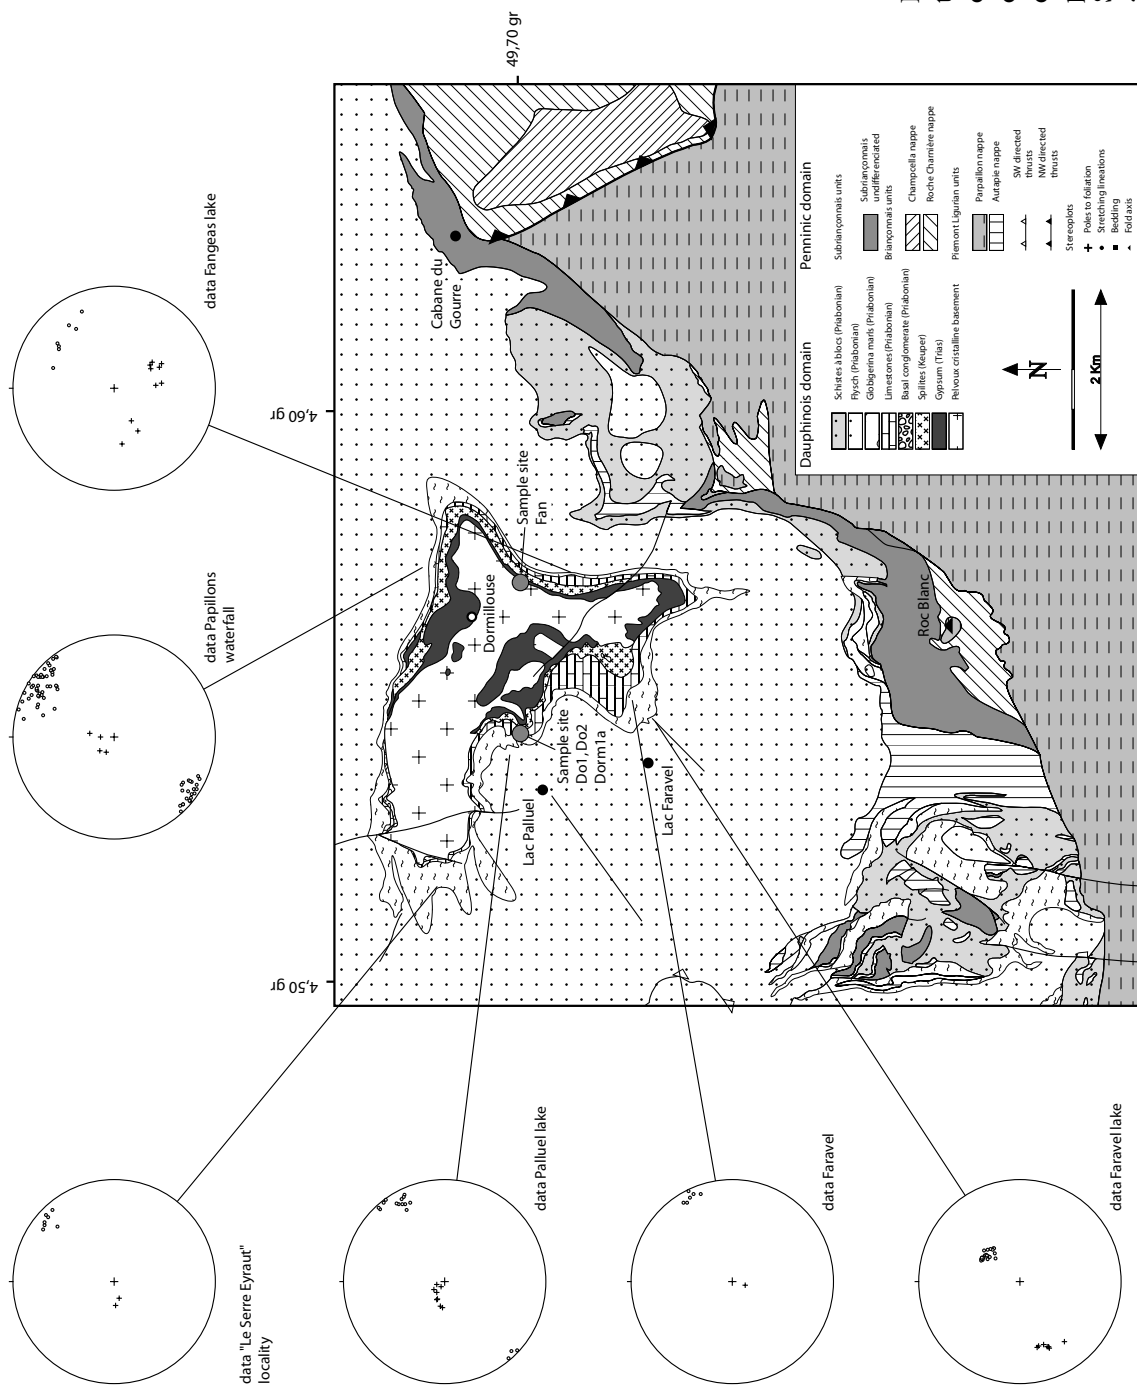 data Fangeas lake
data Papillons
waterfall
data "Le Serre Eyraut"
locality
data Palluel lake
data Faravel
data Faravel lake
49,70 gr
4,60 gr
4,50 gr
Cabane du
Gourre
Sample site
Fan
Dormillouse
Sample site
Do1, Do2
Dorm1a
Lac Palluel
Lac Faravel
Roc Blanc
Dauphinois domain
Schistes à blocs (Priabonian)
Flysch (Priabonian)
Globigerina marls (Priabonian)
Limestones (Priabonian)
Basal conglomerate (Priabonian)
Spilites (Keuper)
Gypsum (Trias)
Pelvoux cristalline basement
Penninic domain
Subriançonnais units
Subriançonnais
undifferenciated
Briançonnais units
Champcella nappe
Roche Charnière nappe
Piemont Ligurian units
Parpaillon nappe
Autapie nappe
SW directed
thrusts
NW directed
thrusts
Stereoplots
Poles to foliation
Stretching lineations
Bedding
Fold axis
N
2 Km